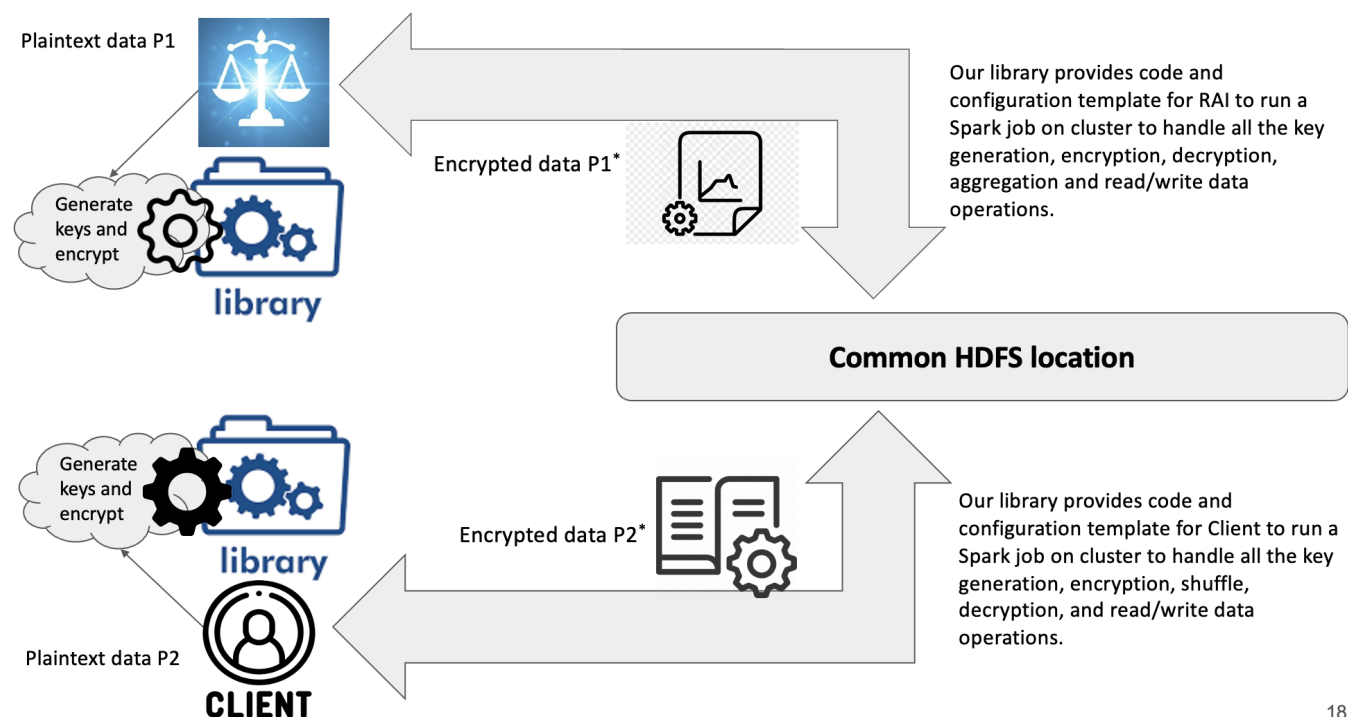 Plaintext data P1
Generate
keys and
encrypt
library
Encrypted data P1*
Our library provides code and
configuration template for RAI to run a
Spark job on cluster to handle all the key
generation, encryption, decryption,
aggregation and read/write data
operations.
Common HDFS location
Generate
keys and
encrypt
library
Encrypted data P2*
Our library provides code and
configuration template for Client to run a
Spark job on cluster to handle all the key
generation, encryption, shuffle,
decryption, and read/write data
operations.
Plaintext data P2
CLIENT
18